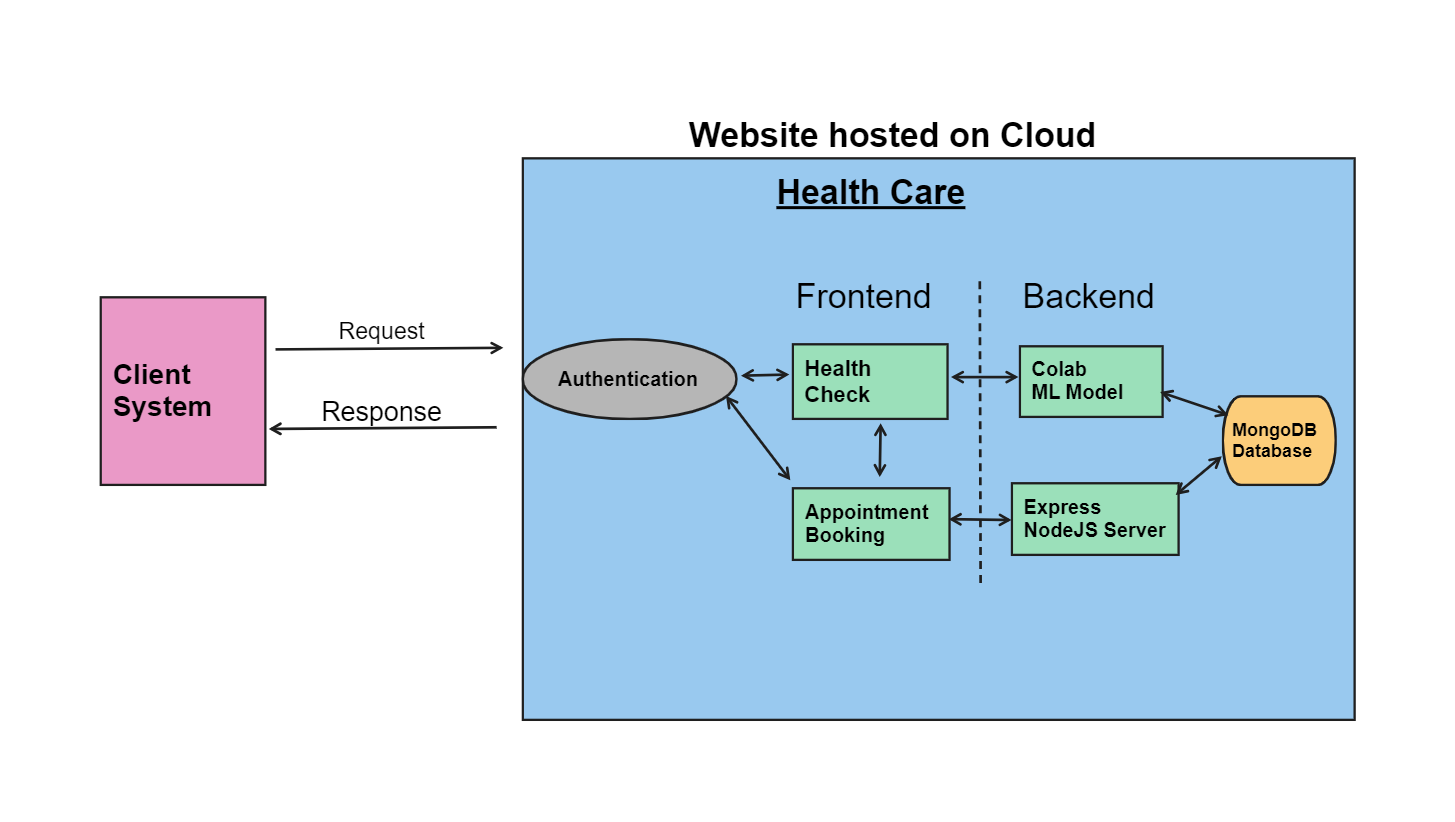 Website hosted on Cloud
Health Care
Frontend
Backend
Client
System
Request
Response
Authentication
Health
Check
Colab
ML Model
MongoDB
Database
Appointment
Booking
Express
NodeJS Server